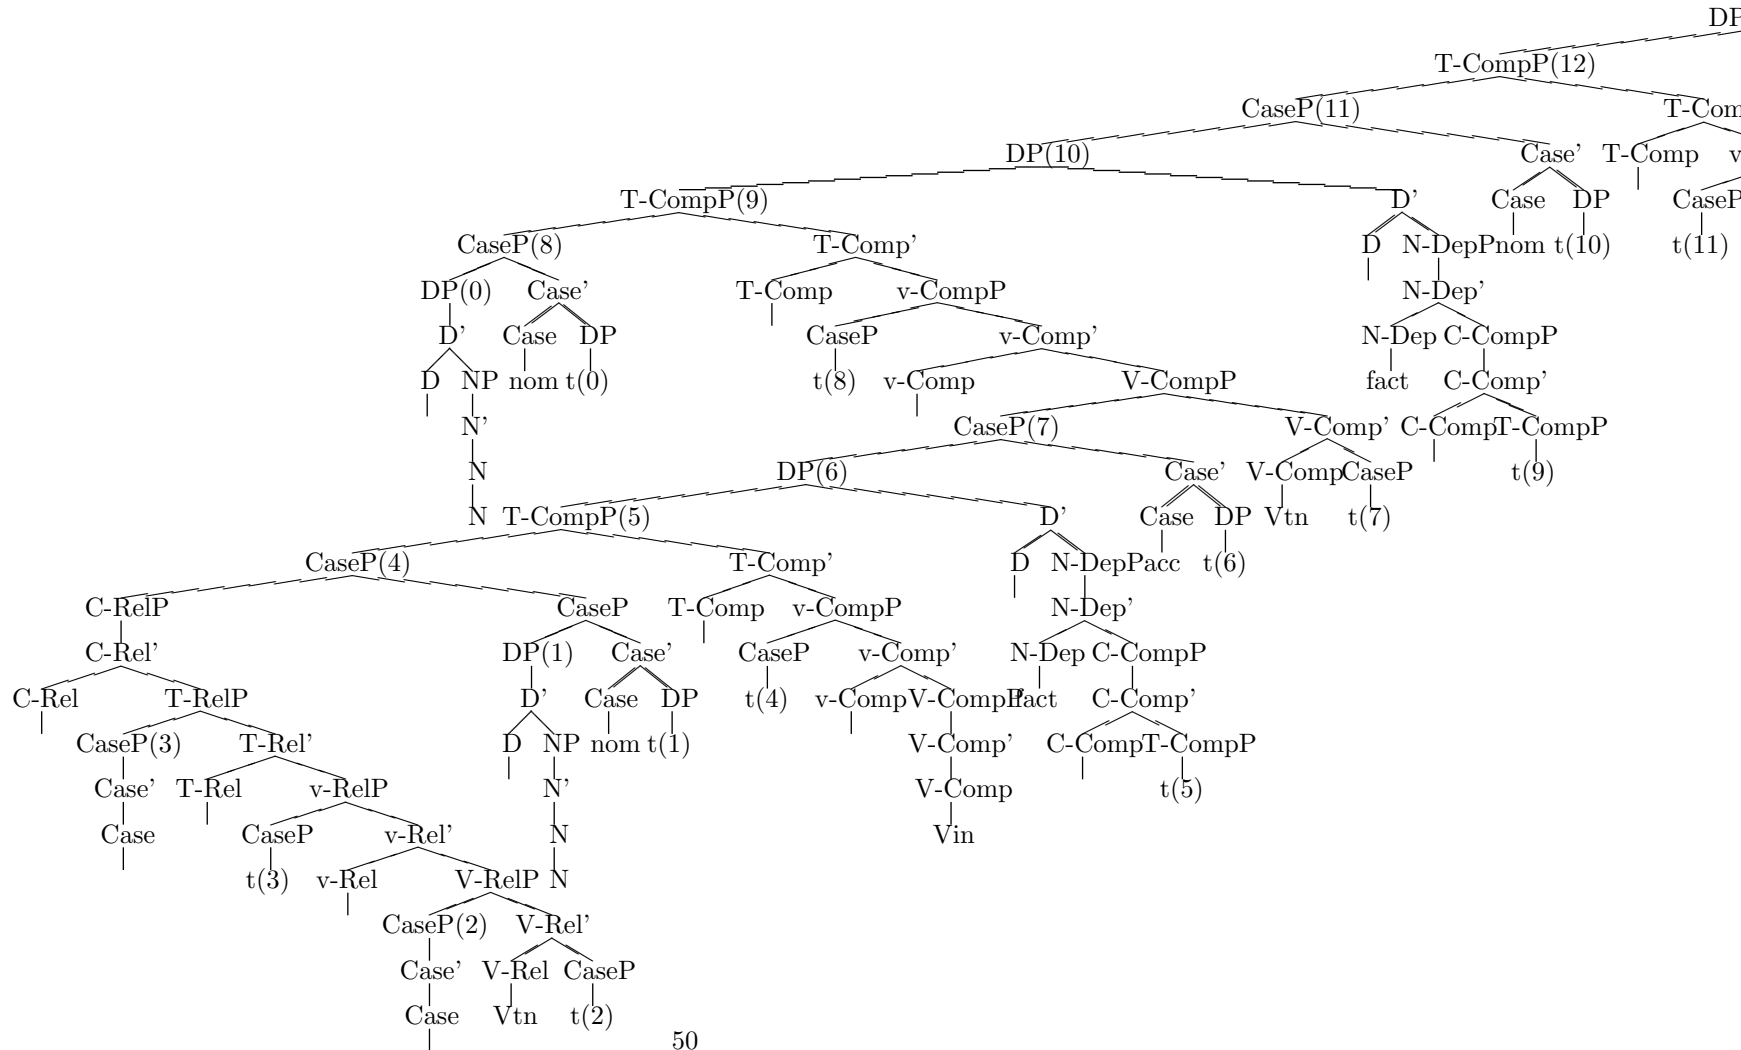 DP
T-CompP(12)
CaseP(11) T-Com
DP(10) Case' T-Comp v
T-CompP(9) D' Case DP CaseP
CaseP(8) T-Comp' D N-DepP nom t(10) t(11)
DP(0) Case' T-Comp v-CompP N-Dep'
D' Case DP CaseP v-Comp' N-Dep C-CompP
D NP nom t(0) t(8) v-Comp V-CompP fact C-Comp'
N' CaseP(7) V-Comp' C-Comp T-CompP
N DP(6) Case' V-Comp CaseP t(9)
N T-CompP(5) D' Case DP Vtn t(7)
CaseP(4) T-Comp' D N-DepP acc t(6)
C-RelP CaseP T-Comp v-CompP N-Dep'
C-Rel' DP(1) Case' CaseP v-Comp' N-Dep C-CompP
C-Rel T-RelP D' Case DP t(4) v-Comp V-CompP fact C-Comp'
CaseP(3) T-Rel' D NP nom t(1) V-Comp' C-Comp T-CompP
Case' T-Rel v-RelP N' V-Comp t(5)
Case CaseP v-Rel' N Vin
t(3) v-Rel V-RelP N
CaseP(2) V-Rel'
Case' V-Rel CaseP
Case Vtn t(2)
50